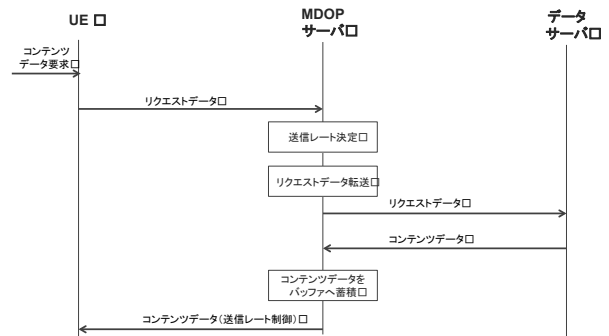 UE □
MDOP
サーバ□
データ
サーバ□
コンテンツ
データ要求□
リクエストデータ□
送信レート決定□
リクエストデータ転送□
リクエストデータ□
コンテンツデータ□
コンテンツデータを
バッファへ蓄積□
コンテンツデータ(送信レート制御)□